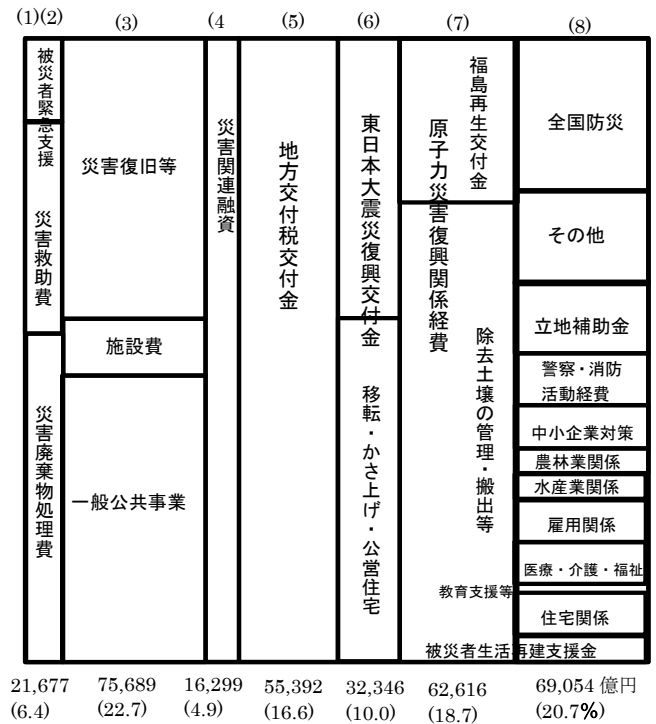 (1)(2) (3) (4 (5) (6) (7) (8)
被災者緊急支援
災害救助費
災害廃棄物処理費
災害復旧等
施設費
一般公共事業
災害関連融資
地方交付税交付金
東日本大震災復興交付金
移転・かさ上げ・公営住宅
福島再生交付金
原子力災害復興関係経費
除去土壌の管理・搬出等
全国防災
その他
立地補助金
警察・消防
活動経費
中小企業対策
農林業関係
水産業関係
雇用関係
医療・介護・福祉
教育支援等
住宅関係
被災者生活再建支援金
21,677 75,689 16,299 55,392 32,346 62,616 69,054 億円
(6.4) (22.7) (4.9) (16.6) (10.0) (18.7) (20.7%)